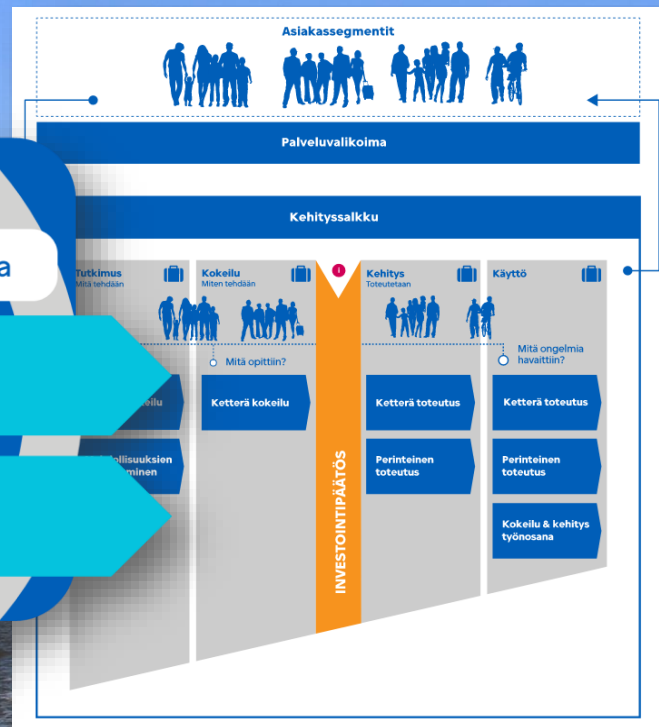 Asiakassegmentit
Palveluvalikoima
Kehityssalkku
a
Tutkimus
Mitä tehdään
Kokeilu
Miten tehdään
i
Kehitys
Toteutetaan
Käyttö
Mitä opittiin?
Mitä ongelmia
havaittiin?
Ketterä kokeilu
Ketterä toteutus
Ketterä toteutus
Perinteinen
toteutus
Perinteinen
toteutus
Kokeilu & kehitys
työnosana
INVESTOINTIPÄÄTÖS